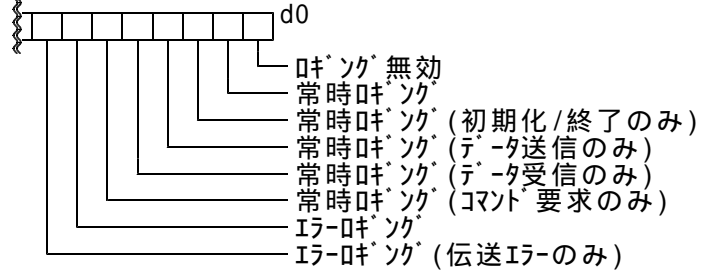 d0
ﾛｷﾞﾝｸﾞ無効
常時ﾛｷﾞﾝｸﾞ
常時ﾛｷﾞﾝｸﾞ(初期化/終了のみ)
常時ﾛｷﾞﾝｸﾞ(ﾃﾞｰﾀ送信のみ)
常時ﾛｷﾞﾝｸﾞ(ﾃﾞｰﾀ受信のみ)
常時ﾛｷﾞﾝｸﾞ(ｺﾏﾝﾄﾞ要求のみ)
ｴﾗｰﾛｷﾞﾝｸﾞ
ｴﾗｰﾛｷﾞﾝｸﾞ(伝送ｴﾗｰのみ)